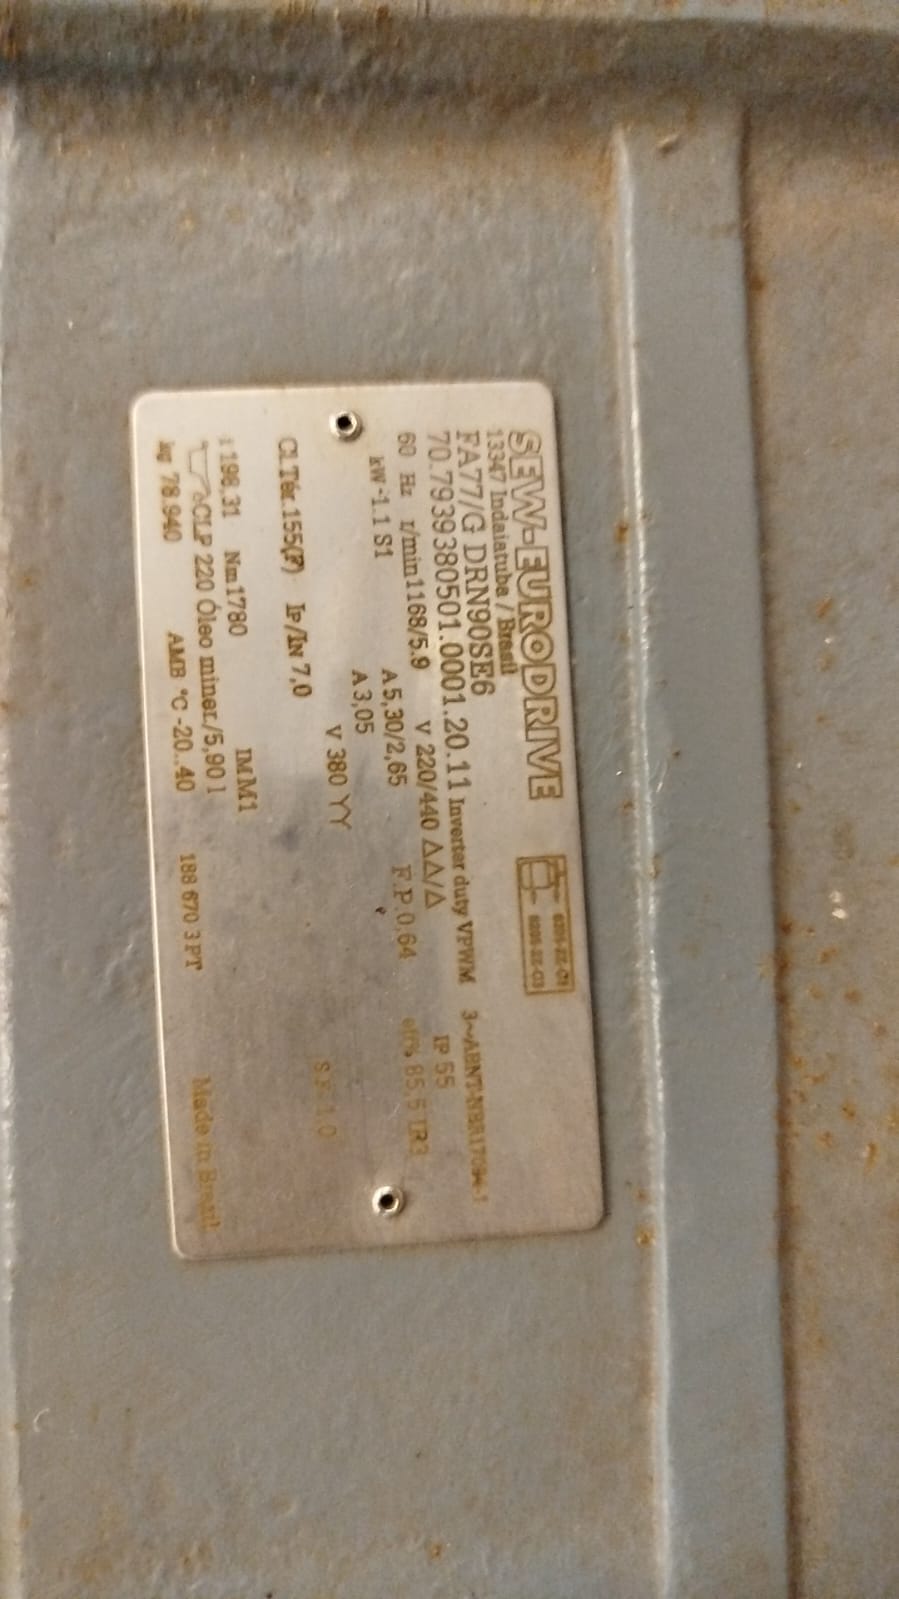 SEW-EURODRIVE
13347 Indaiatuba / Brasil
FA77/G DRN90SE6
70.7939380501.0001.20.11 Inverter duty VPWM 3~ABNT-NBR17094-1
60 Hz r/min 1168/5.9 V 220/440 △△/△ IP 55
kW-1.1 S1 A 5,30/2,65 F.P. 0,64 eff% 85,5 IR3
A 3,05
V 380 YY S.F. 1,0
Cl.Tér. 155(F) Ip/IN 7,0
i 198,31 Nm 1780 IM M1
CLP 220 Óleo miner./5,90 l
kg 78.940 AMB °C -20..40 188 670 3 PT Made in Brazil